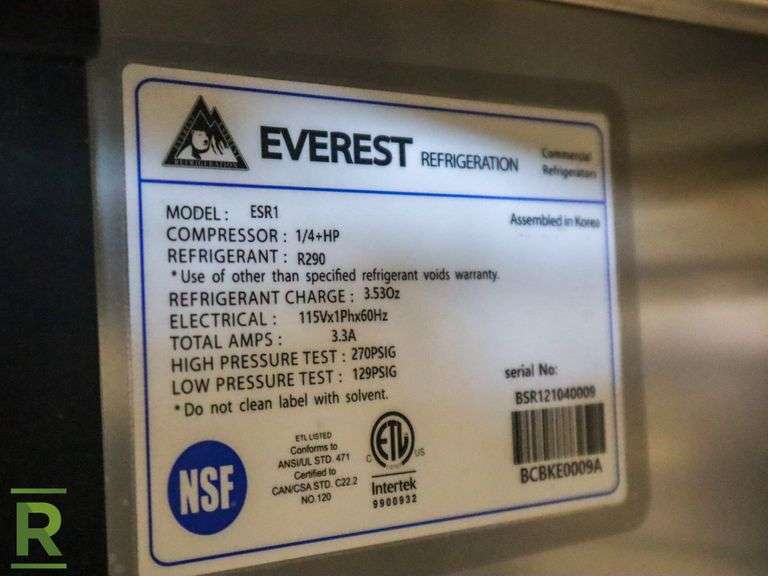 EVEREST REFRIGERATION
Commercial
Refrigerators
REFRIGERATION
Assembled in Korea
MODEL : ESR1
COMPRESSOR : 1/4+HP
REFRIGERANT : R290
*Use of other than specified refrigerant voids warranty.
REFRIGERANT CHARGE : 3.53Oz
ELECTRICAL : 115Vx1Phx60Hz
TOTAL AMPS : 3.3A
HIGH PRESSURE TEST : 270PSIG
LOW PRESSURE TEST : 129PSIG
*Do not clean label with solvent.
serial No:
BSR121040009
BCBKE0009A
NSF
ETL LISTED
Conforms to
ANSI/UL STD. 471
Certified to
CAN/CSA STD. C22.2
NO.120
C ETL US
Intertek
9900932
R